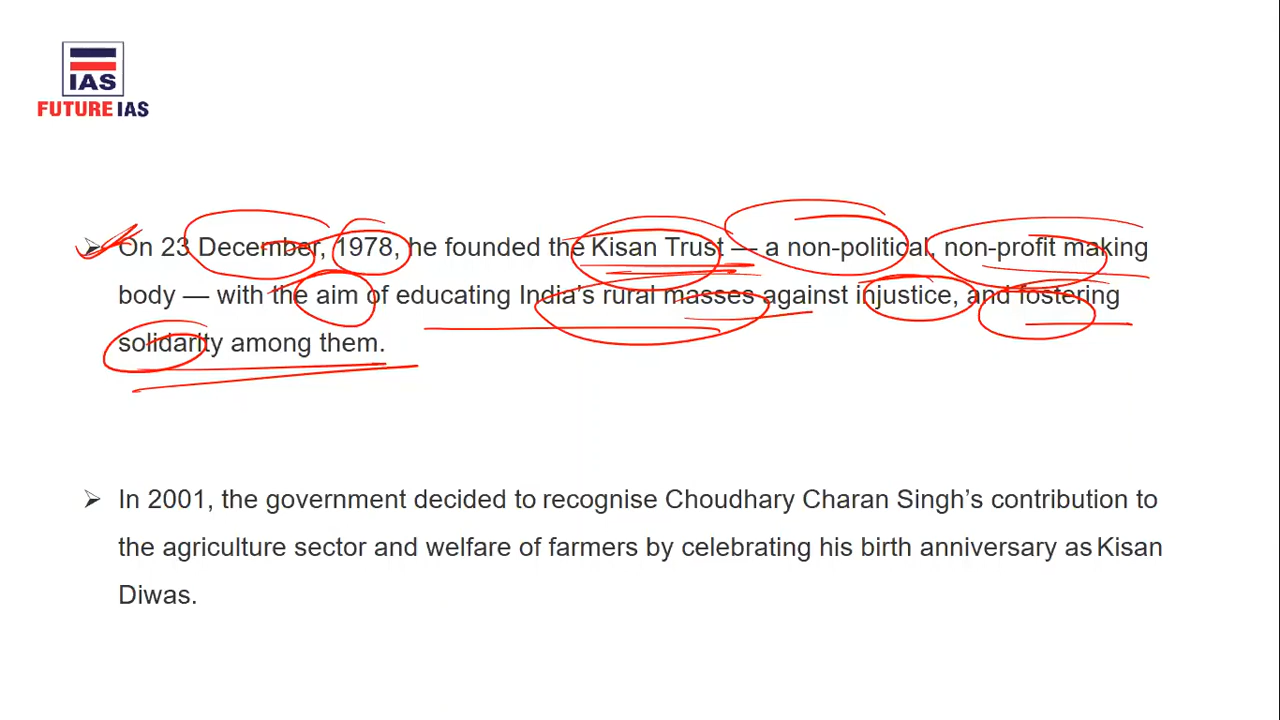 IAS
FUTURE IAS
➢ On 23 December, 1978, he founded the Kisan Trust — a non-political, non-profit making
body — with the aim of educating India’s rural masses against injustice, and fostering
solidarity among them.
➢ In 2001, the government decided to recognise Choudhary Charan Singh’s contribution to
the agriculture sector and welfare of farmers by celebrating his birth anniversary as Kisan
Diwas.